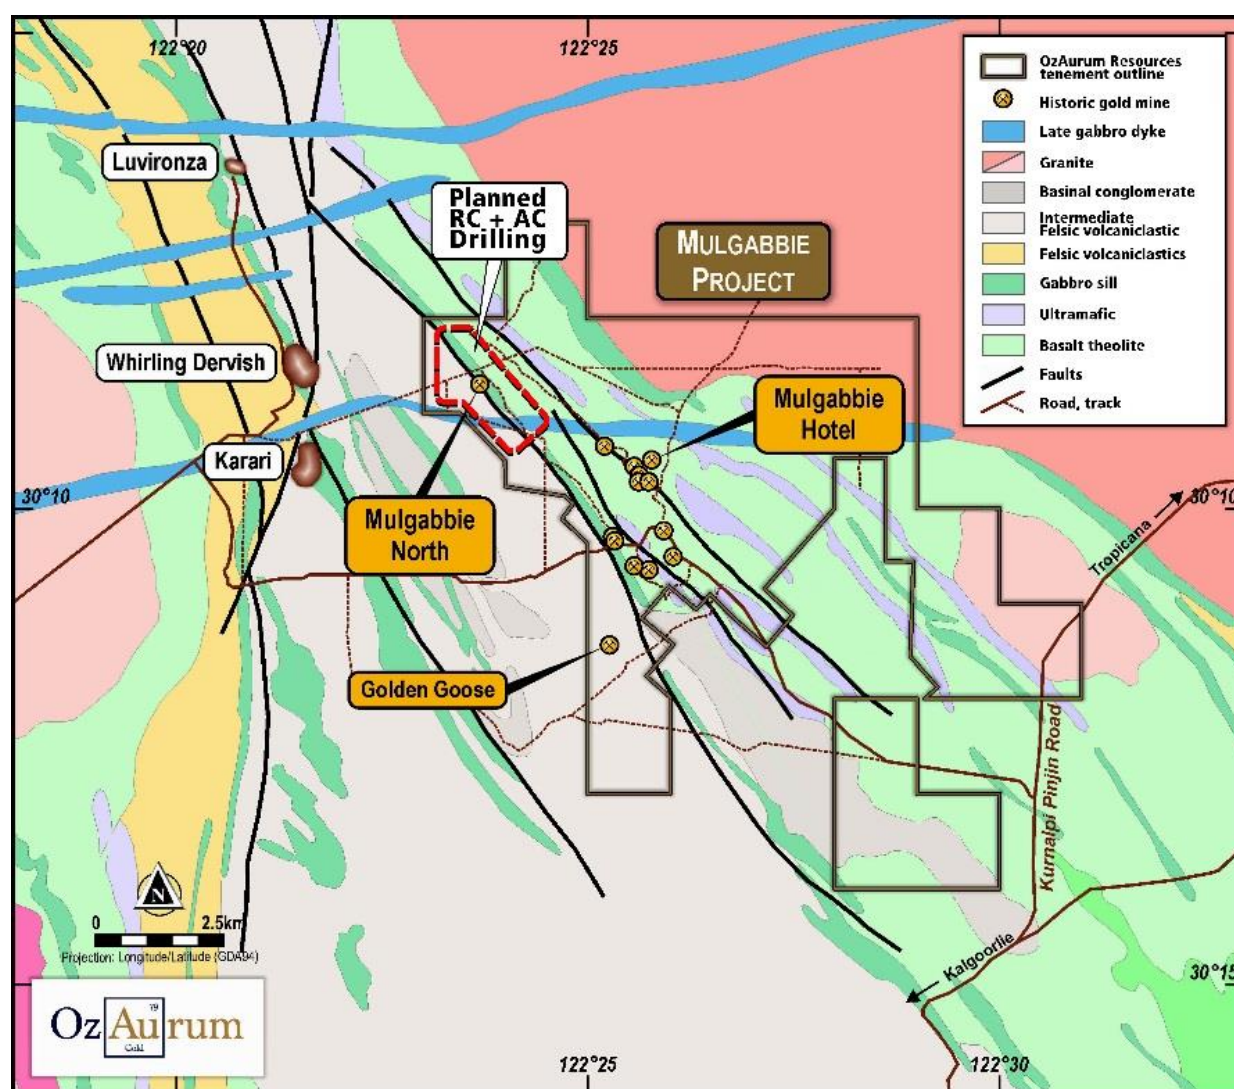 122°20
122°25
Luvironza
Planned
RC + AC
Drilling
MULGABBIE
PROJECT
Whirling Dervish
Mulgabbie
Hotel
Karari
30°10
30°10
Mulgabbie
North
Tropicana
Golden Goose
Kurnalpi Pinjin Road
Kalgoorlie
30°15
122°25
122°30
OzAurum Resources
tenement outline
Historic gold mine
Late gabbro dyke
Granite
Basinal conglomerate
Intermediate
Felsic volcaniclastic
Felsic volcaniclastics
Gabbro sill
Ultramafic
Basalt theolite
Faults
Road, track
N
0 2.5km
Projection: Longitude/Latitude (GDA94)
79
OzAurum
Gold